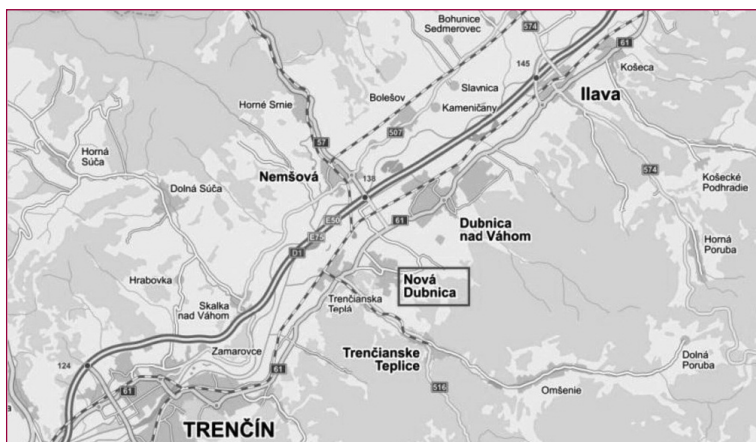 Bohunice
Sedmerovec
574
61
145
Košeca
Slavnica
Ilava
Bolešov
Kameničany
Horné Srnie
507
57
Horná
Súča
574
Košecké
Podhradie
Nemšová
138
Dolná Súča
E50
61
Dubnica
nad Váhom
E75
D1
Horná
Poruba
Hrabovka
Nová
Dubnica
Skalka
nad Váhom
Trenčianska
Teplá
Zamarovce
Trenčianske
Teplice
Dolná
Poruba
124
61
61
516
Omšenie
61
a
TRENČÍN